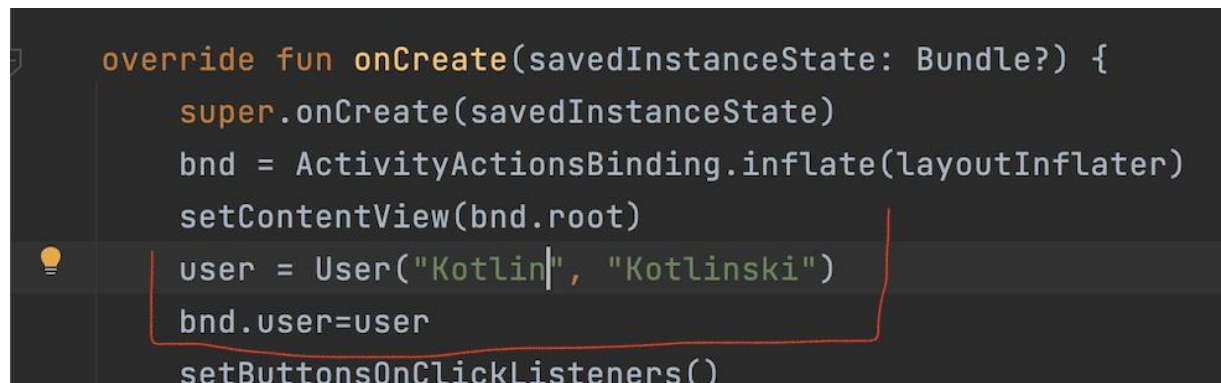 override fun onCreate(savedInstanceState: Bundle?) {
super.onCreate(savedInstanceState)
bnd = ActivityActionsBinding.inflate(layoutInflater)
setContentView(bnd.root)
user = User("Kotlin", "Kotlinski")
bnd.user=user
setButtonsOnClickListeners()